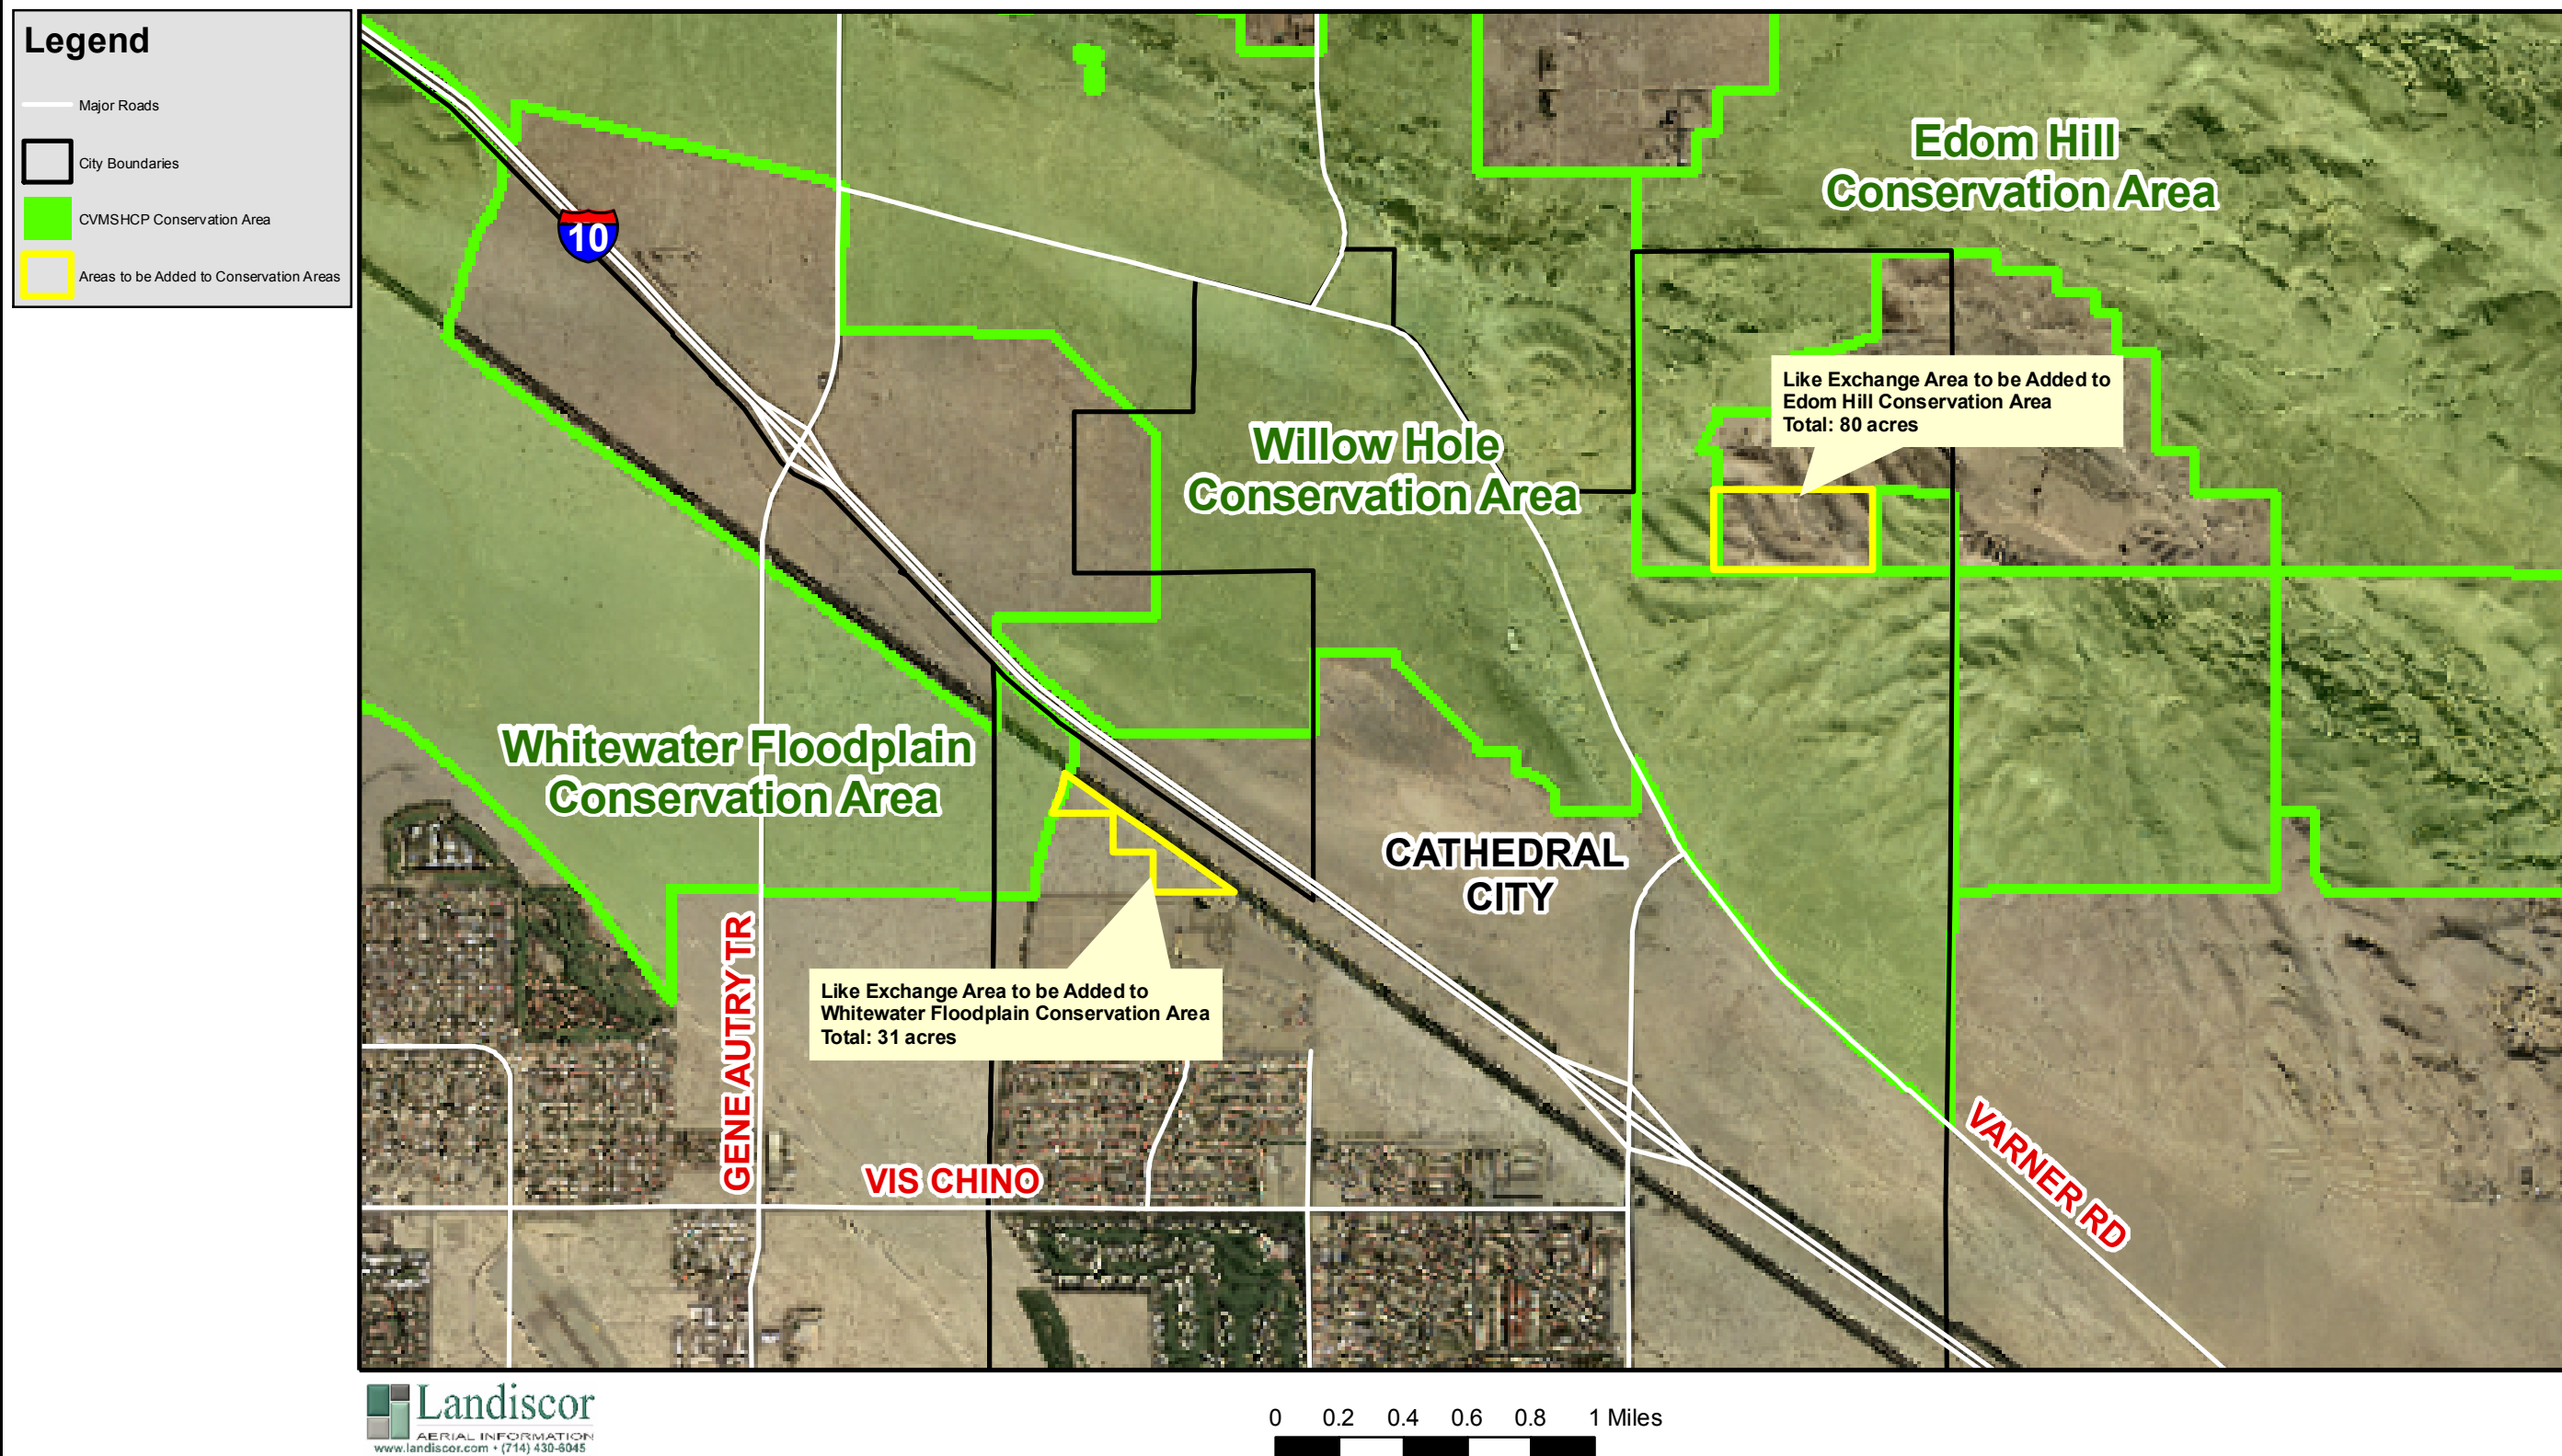 Legend
Major Roads
City Boundaries
CVMSHCP Conservation Area
Areas to be Added to Conservation Areas
10
Edom Hill
Conservation Area
Like Exchange Area to be Added to
Edom Hill Conservation Area
Total: 80 acres
Willow Hole
Conservation Area
Whitewater Floodplain
Conservation Area
CATHEDRAL
CITY
GENE AUTRY TR
Like Exchange Area to be Added to
Whitewater Floodplain Conservation Area
Total: 31 acres
VIS CHINO
VARNER RD
Landiscor
AERIAL INFORMATION
www.landiscor.com • (714) 430-6045
0 0.2 0.4 0.6 0.8 1 Miles